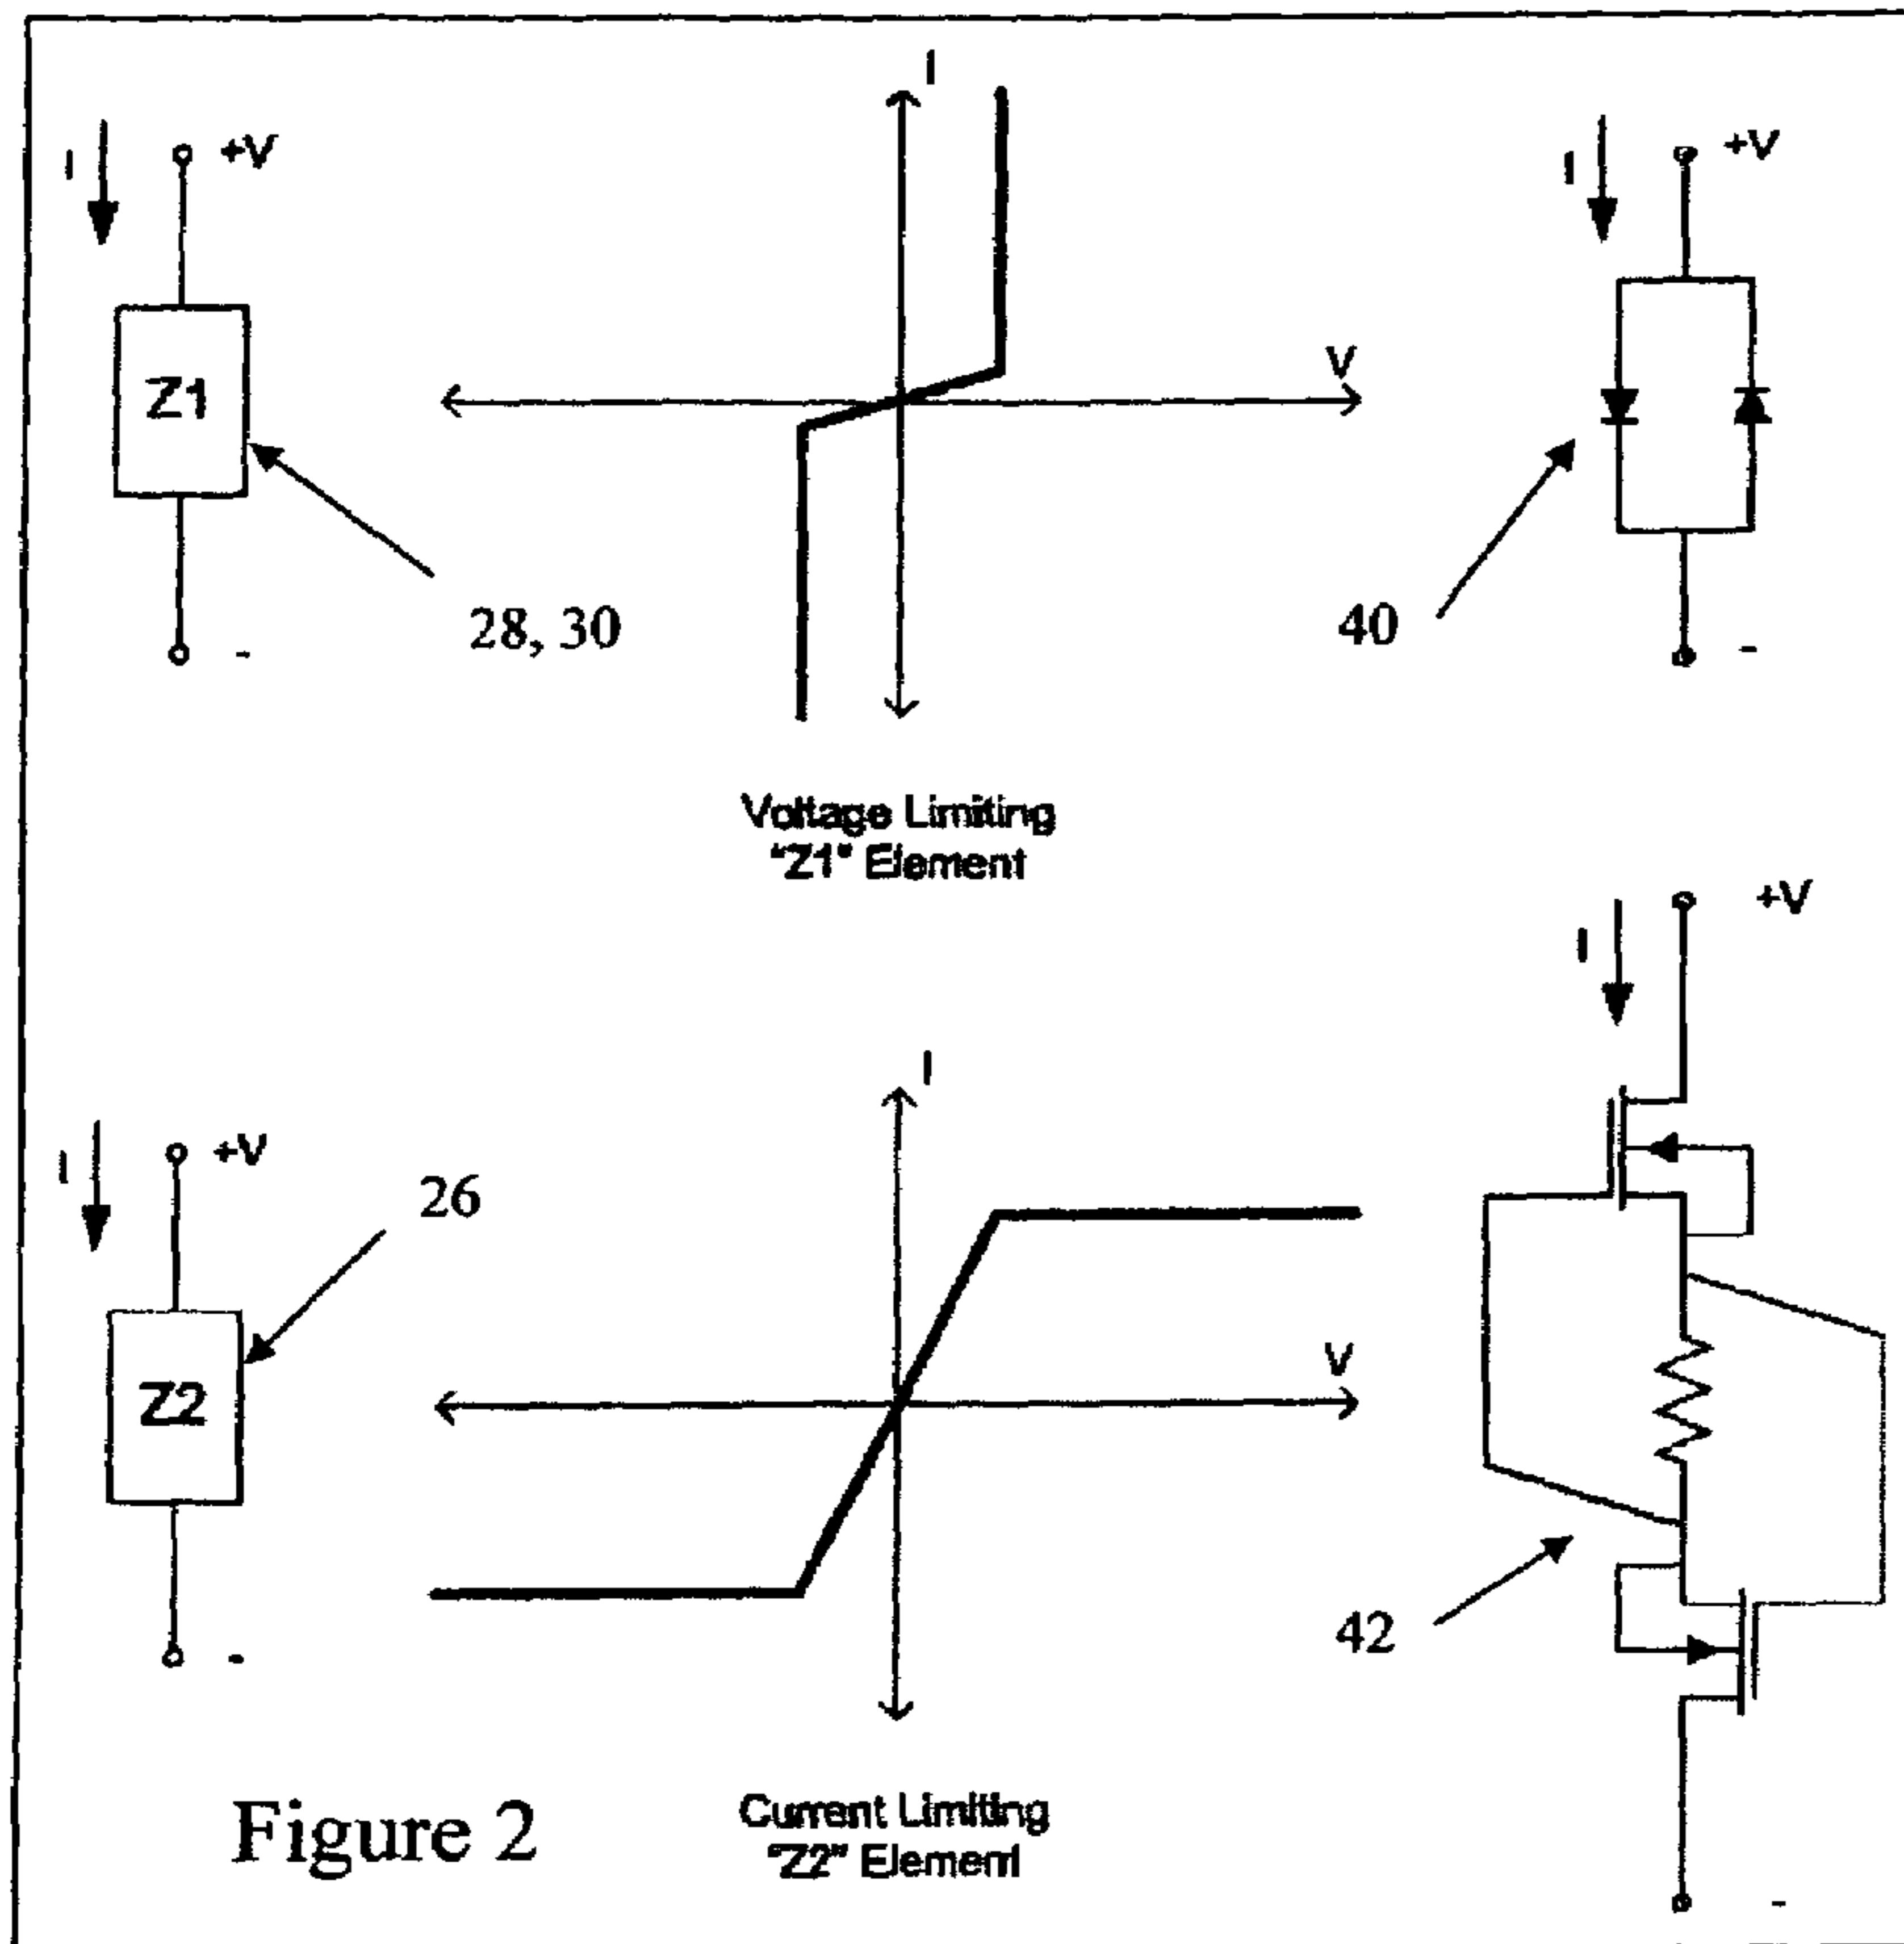 I
I
+V
I
+V
Z1
V
28, 30
40
-
-
Voltage Limiting
"Z1" Element
I
+V
I
I
+V
26
V
Z2
42
-
Figure 2
Current Limiting
"Z2" Element
-